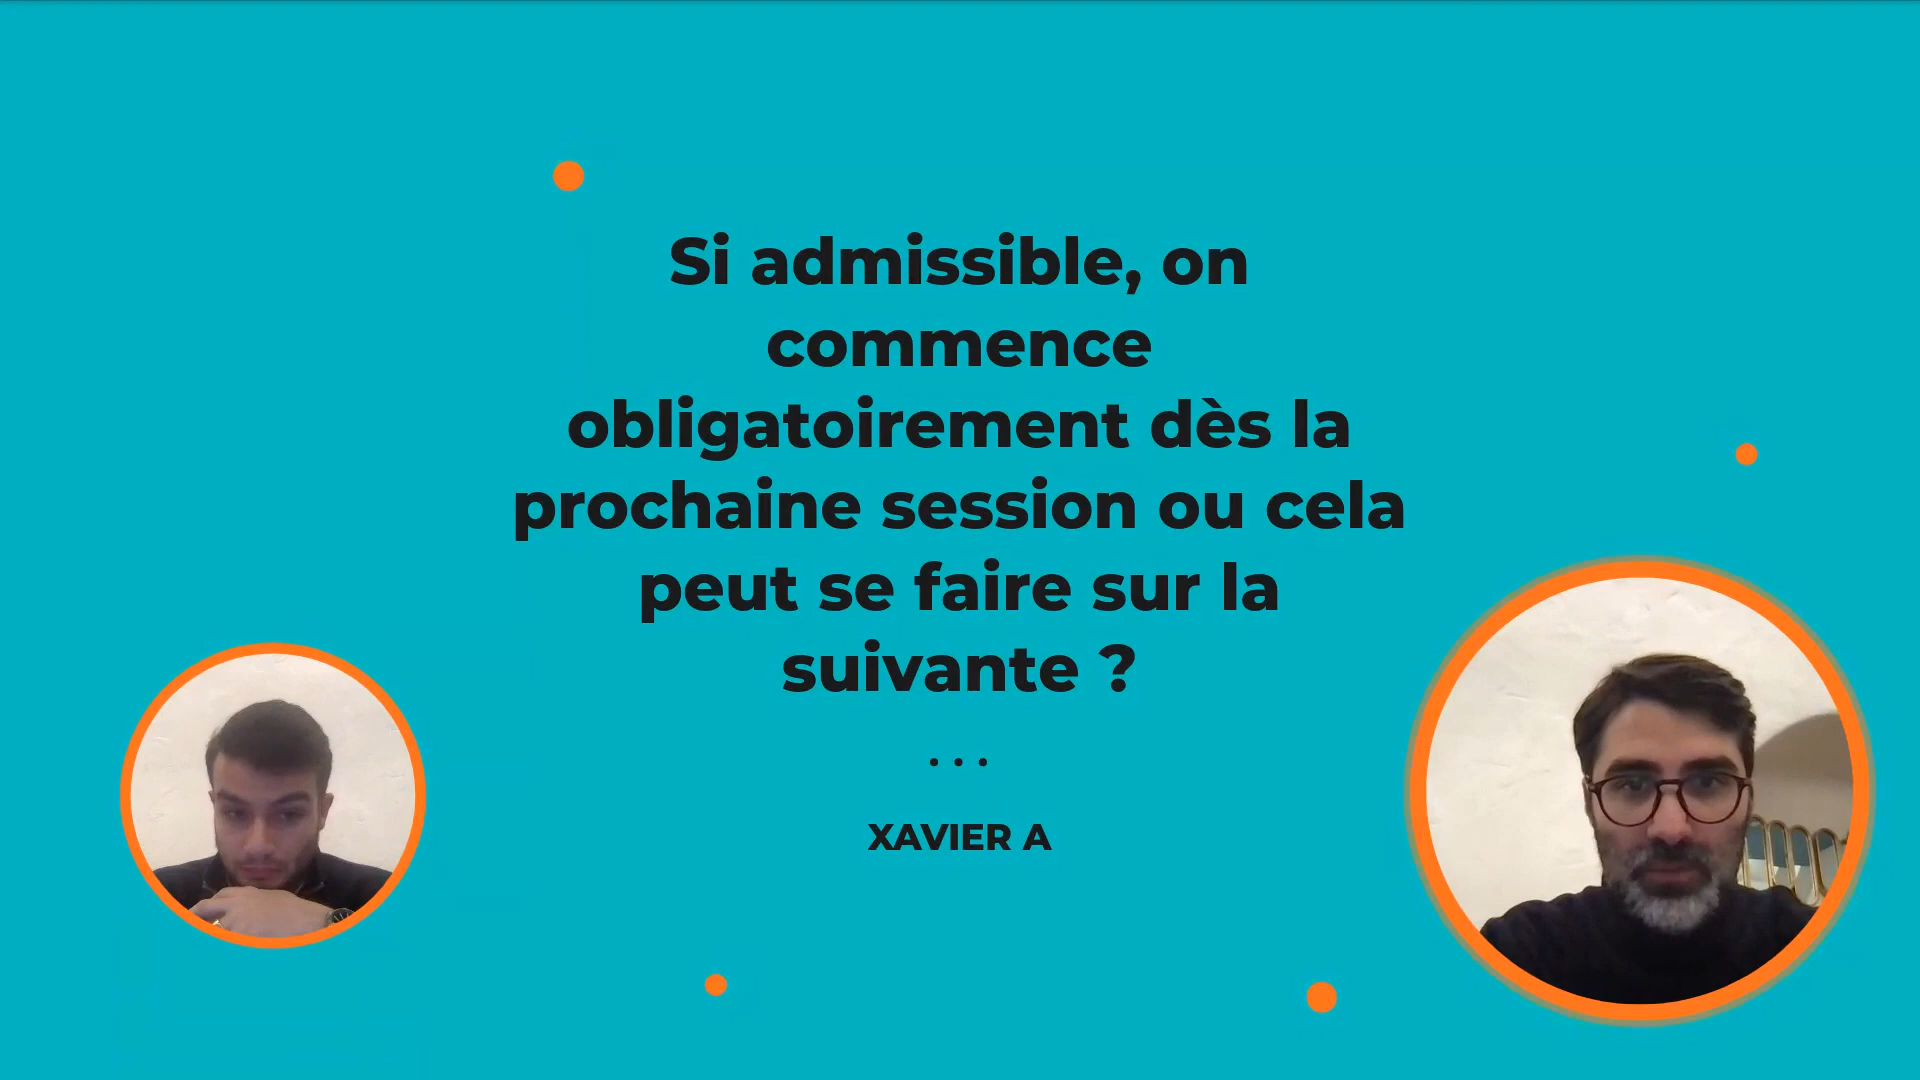 Si admissible, on
commence
obligatoirement dès la
prochaine session ou cela
peut se faire sur la
suivante ?
...
XAVIER A